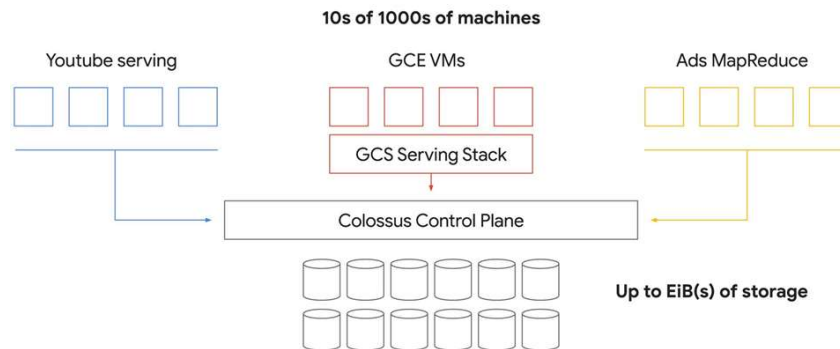 10s of 1000s of machines
Youtube serving
GCE VMs
Ads MapReduce
GCS Serving Stack
Colossus Control Plane
Up to EiB(s) of storage